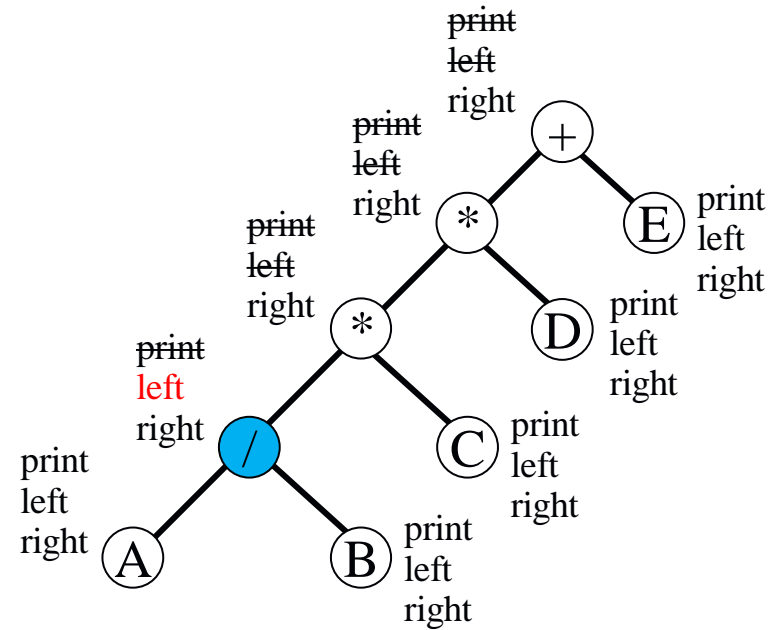 print
left
right
+
print
left
right
*
E
print
left
right
print
left
right
*
D
print
left
right
print
left
right
/
C
print
left
right
print
left
right
A
B
print
left
right